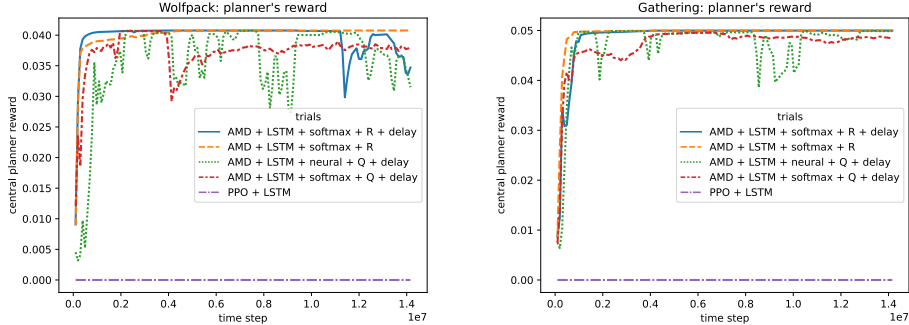 Wolfpack: planner's reward
central planner reward
0.040
0.035
0.030
0.025
0.020
0.015
0.010
0.005
0.000
trials
AMD + LSTM + softmax + R + delay
AMD + LSTM + softmax + R
AMD + LSTM + neural + Q + delay
AMD + LSTM + softmax + Q + delay
PPO + LSTM
0.0 0.2 0.4 0.6 0.8 1.0 1.2 1.4
1e7
time step
Gathering: planner's reward
central planner reward
0.05
0.04
0.03
0.02
0.01
0.00
trials
AMD + LSTM + softmax + R + delay
AMD + LSTM + softmax + R
AMD + LSTM + neural + Q + delay
AMD + LSTM + softmax + Q + delay
PPO + LSTM
0.0 0.2 0.4 0.6 0.8 1.0 1.2 1.4
1e7
time step